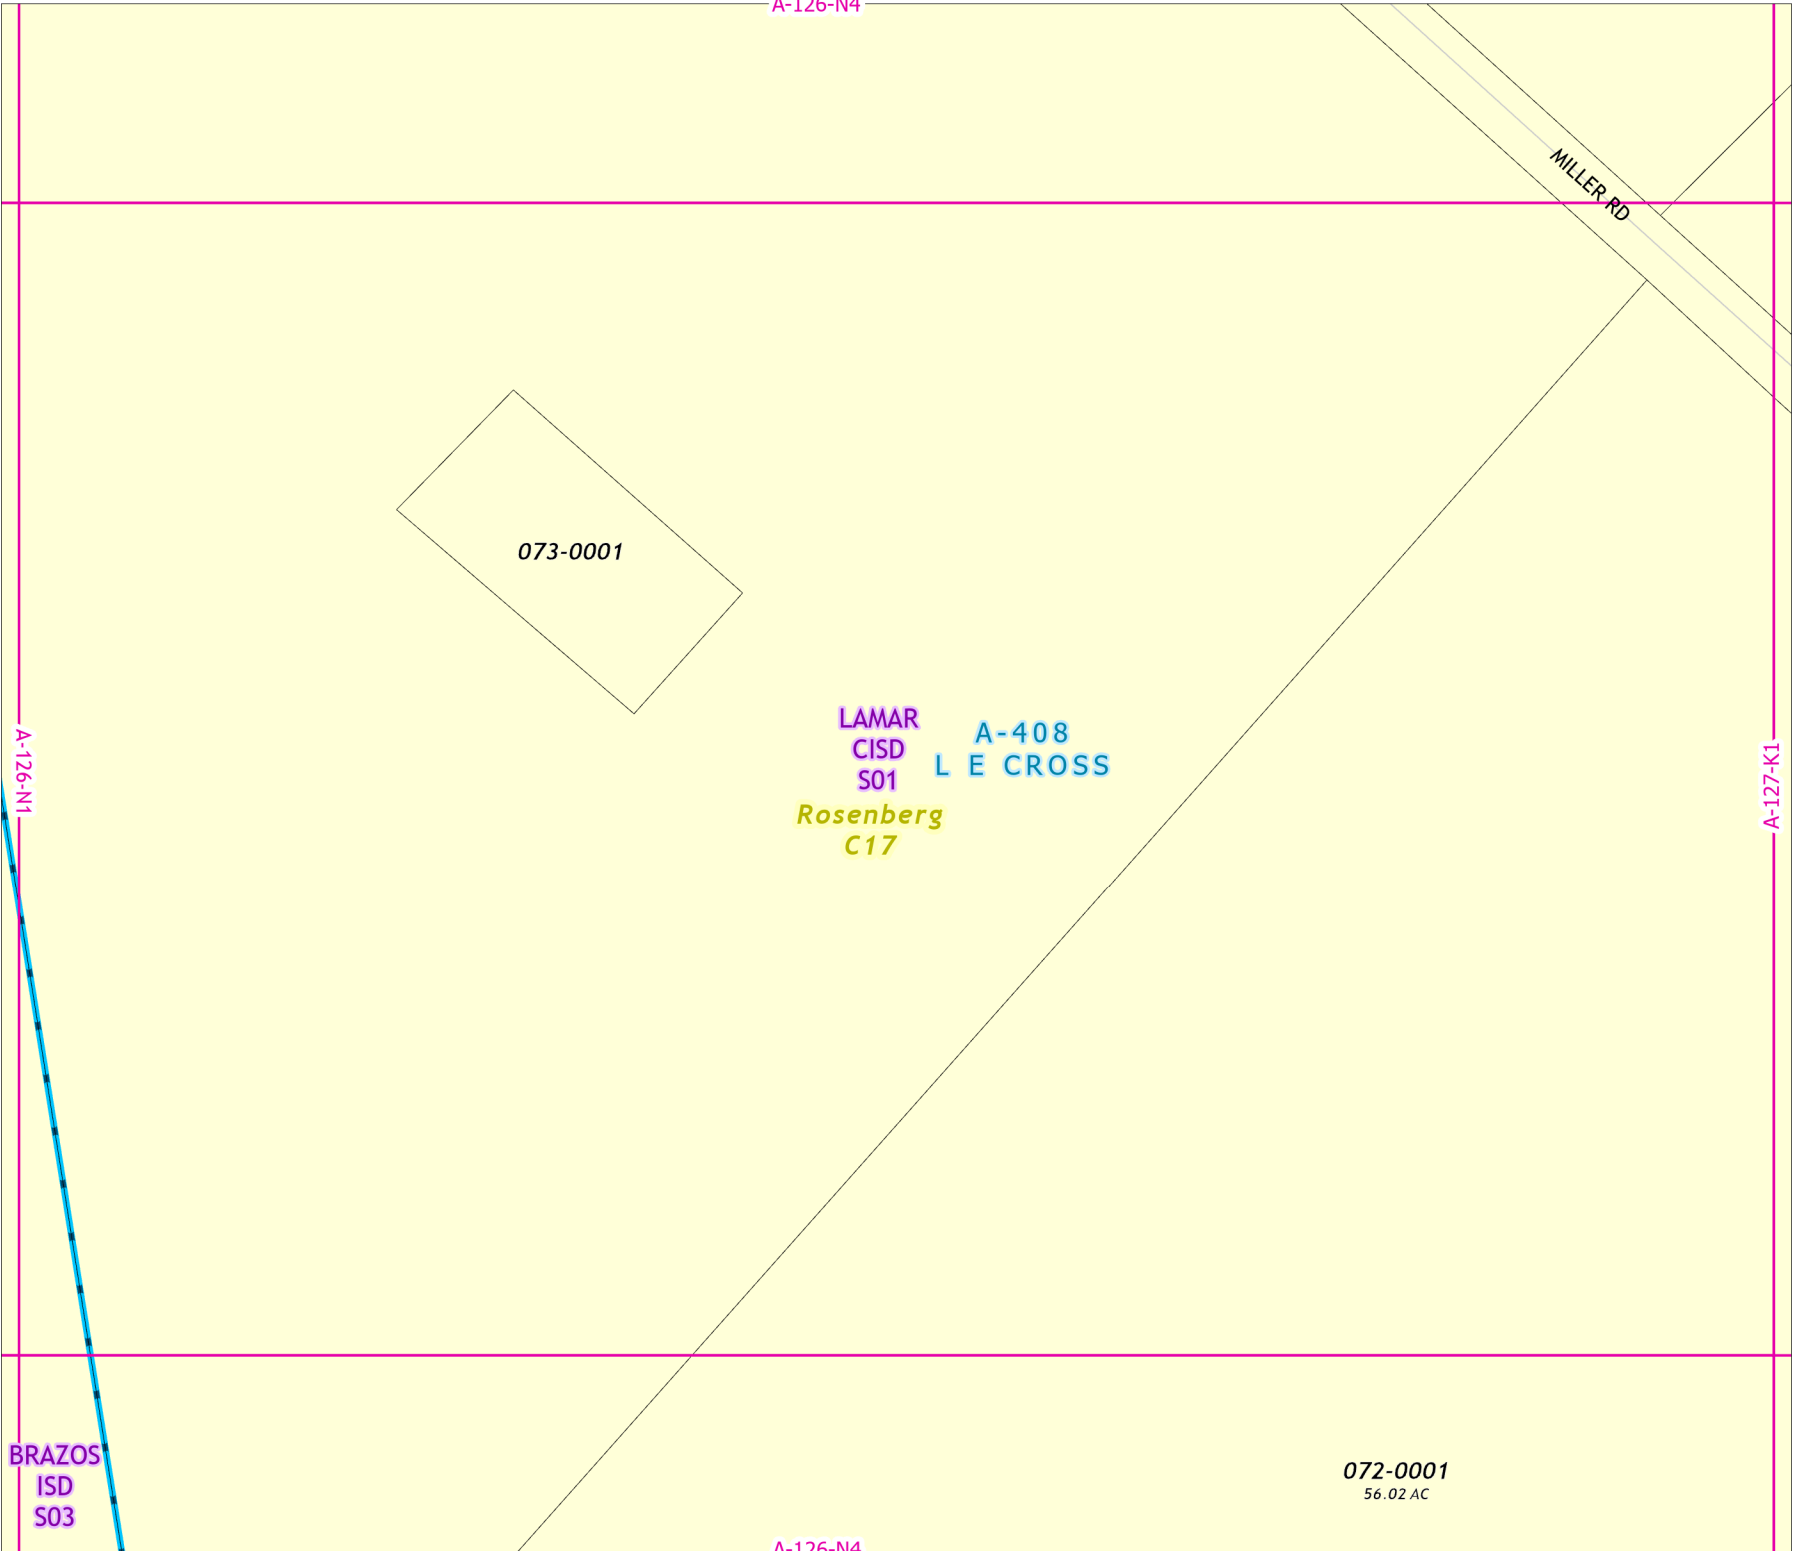 A-126-N4
MILLER RD
073-0001
LAMAR
CISD
S01
A-408
L E CROSS
Rosenberg
C17
A-126-N1
A-127-K1
BRAZOS
ISD
S03
072-0001
56.02 AC
A-126-N4